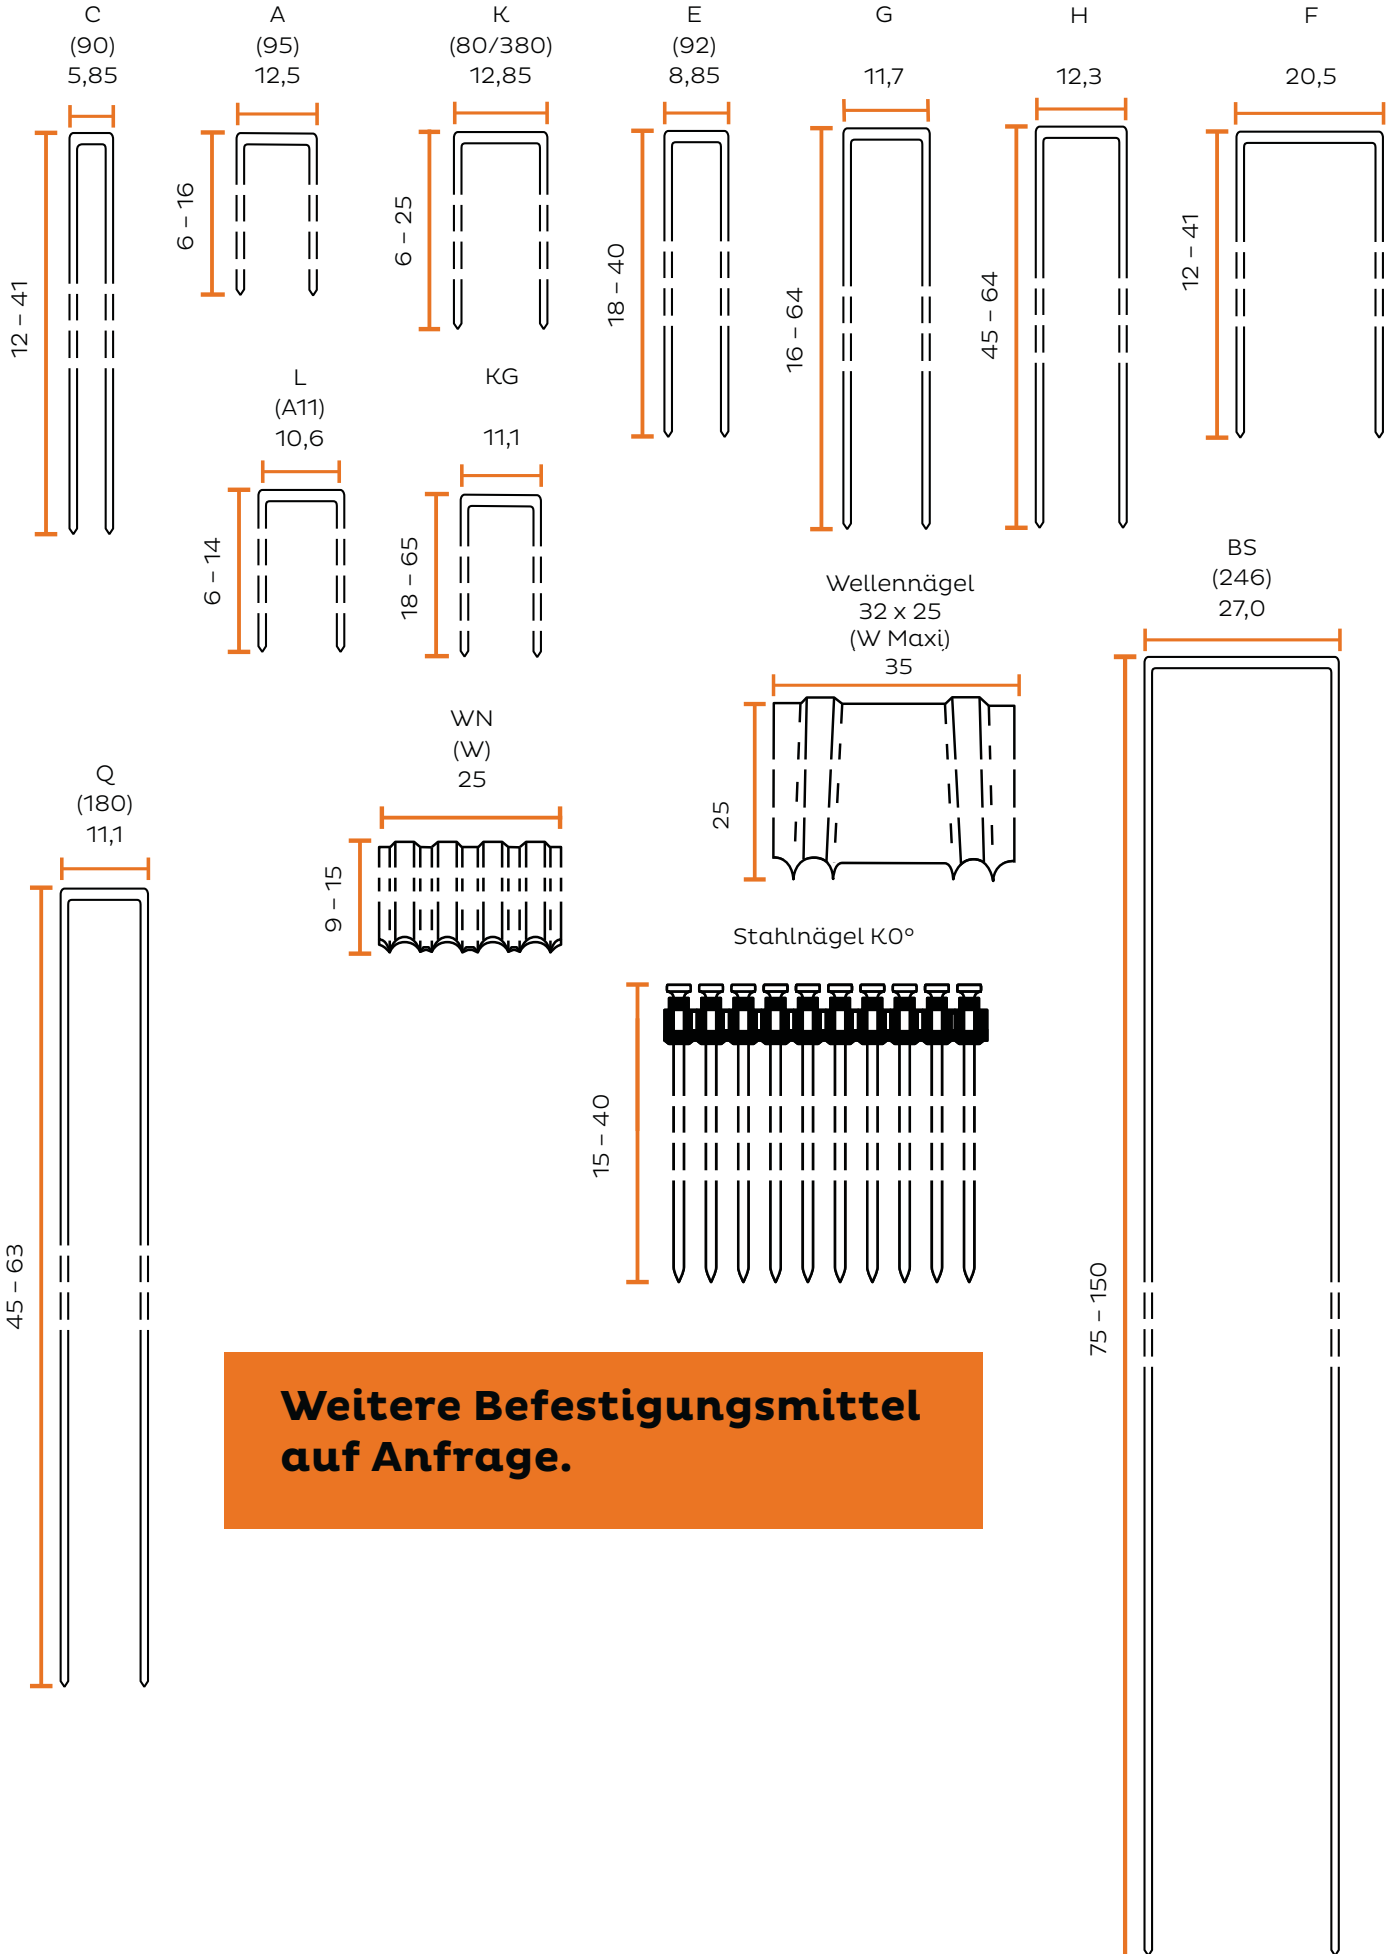 C
(90)
5,85
12 – 41
A
(95)
12,5
6 – 16
K
(80/380)
12,85
6 – 25
E
(92)
8,85
18 – 40
G
11,7
16 – 64
H
12,3
45 – 64
F
20,5
12 – 41
L
(A11)
10,6
6 – 14
KG
11,1
18 – 65
Wellennägel
32 x 25
(W Maxi)
35
25
BS
(246)
27,0
75 – 150
WN
(W)
25
9 – 15
Q
(180)
11,1
45 – 63
Stahlnägel K0°
15 – 40
Weitere Befestigungsmittel
auf Anfrage.